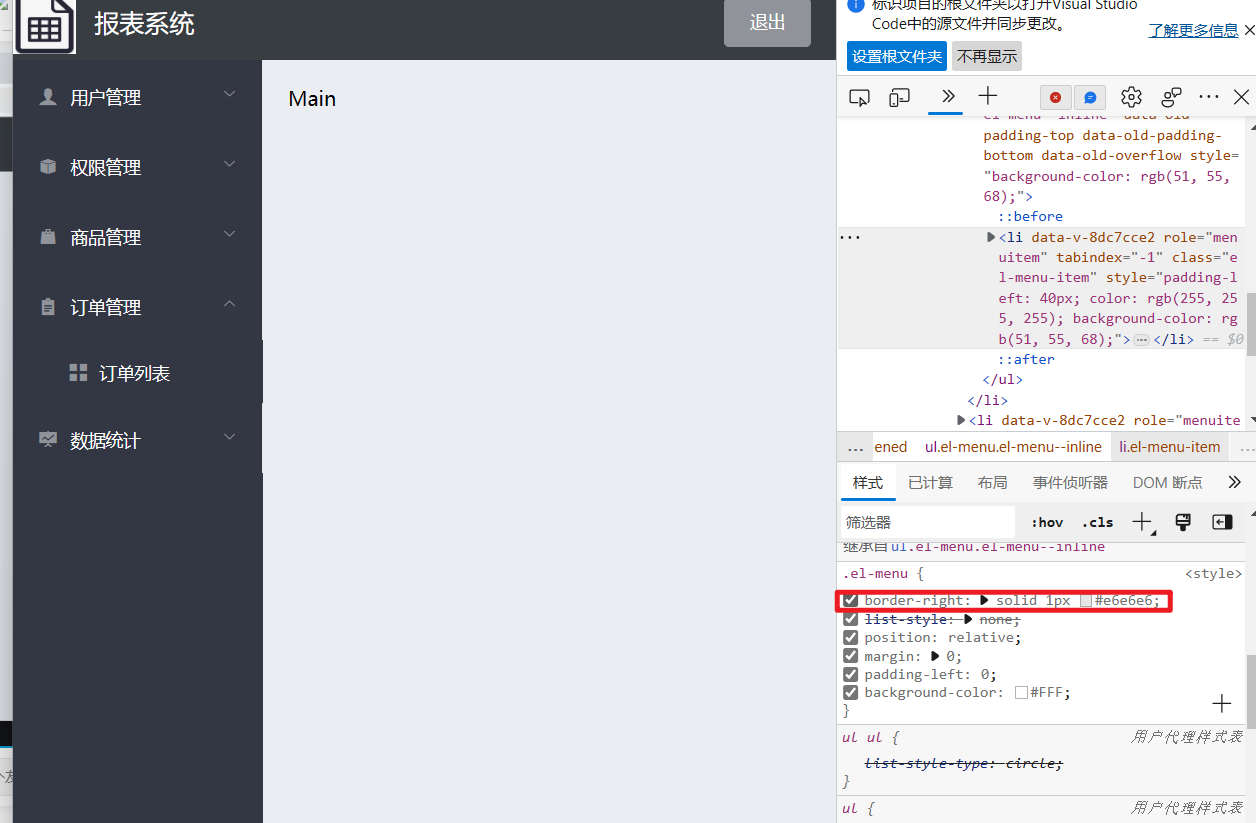 报表系统
退出
用户管理
权限管理
商品管理
订单管理
订单列表
数据统计
Main
标识项目的根文件夹以打开Visual Studio
Code中的源文件并同步更改。
了解更多信息
设置根文件夹 不再显示
el-menu--inline" data-old-
padding-top data-old-padding-
bottom data-old-overflow style=
"background-color: rgb(51, 55,
68);">
::before
<li data-v-8dc7cce2 role="men
uitem" tabindex="-1" class="e
l-menu-item" style="padding-l
eft: 40px; color: rgb(255, 25
5, 255); background-color: rg
b(51, 55, 68);">…</li> == $0
::after
</ul>
</li>
<li data-v-8dc7cce2 role="menuite
… ened ul.el-menu.el-menu--inline li.el-menu-item …
样式 已计算 布局 事件侦听器 DOM 断点
筛选器 :hov .cls
继承自ul.el-menu.el-menu--inline
.el-menu { <style>
border-right: solid 1px #e6e6e6;
list-style: none;
position: relative;
margin: 0;
padding-left: 0;
background-color: #FFF;
}
ul ul { 用户代理样式表
list-style-type: circle;
}
ul { 用户代理样式表